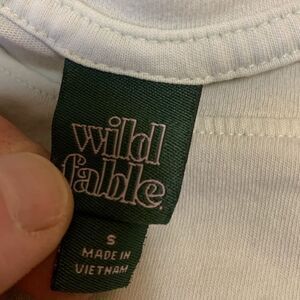 wild
fable.
S
MADE IN
VIETNAM